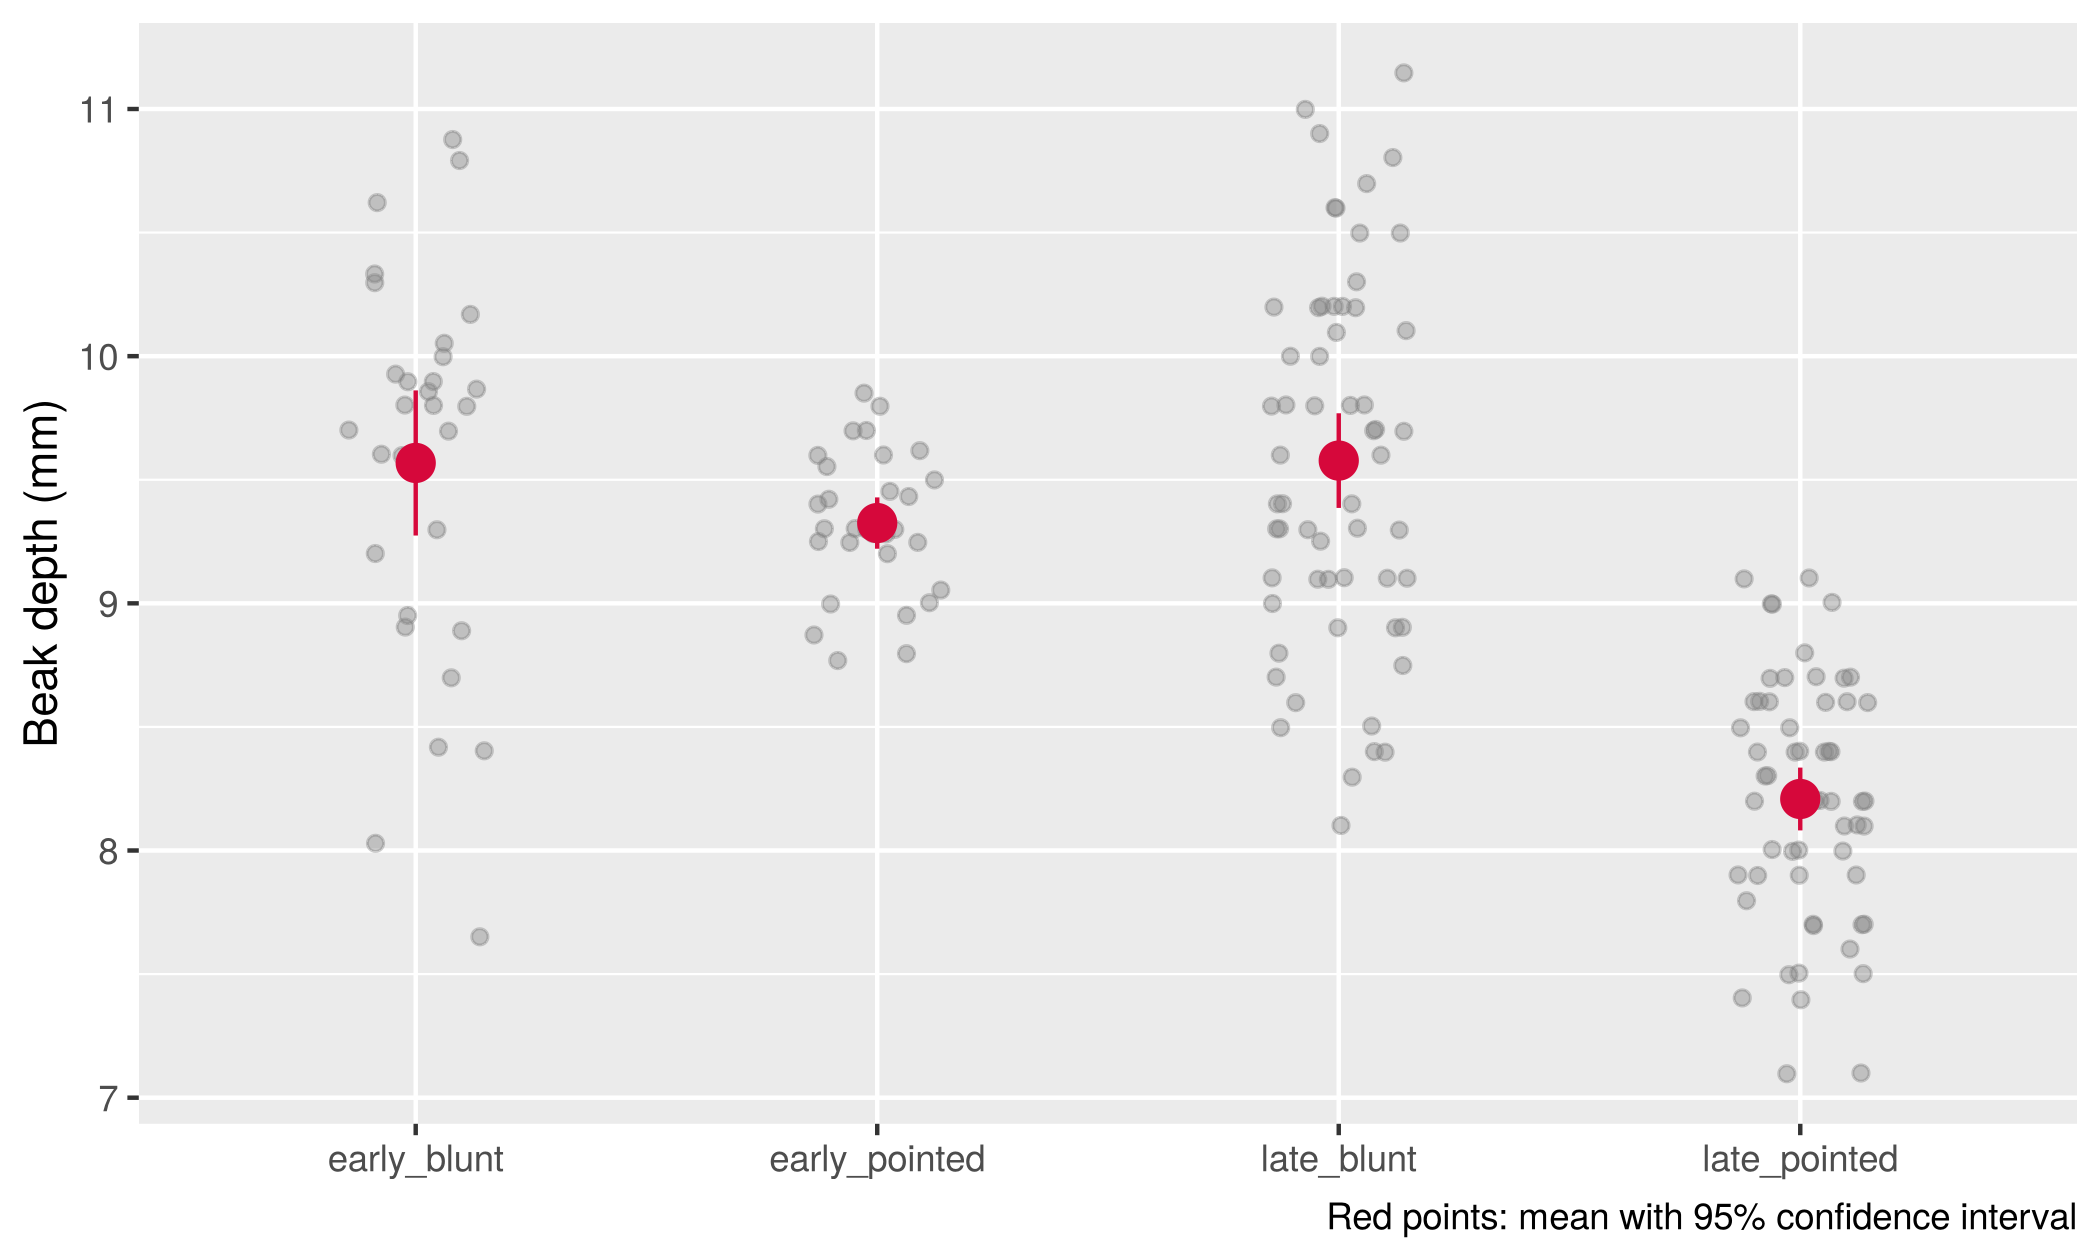 Beak depth (mm)
11
10
9
8
7
early_blunt
early_pointed
late_blunt
late_pointed
Red points: mean with 95% confidence interval